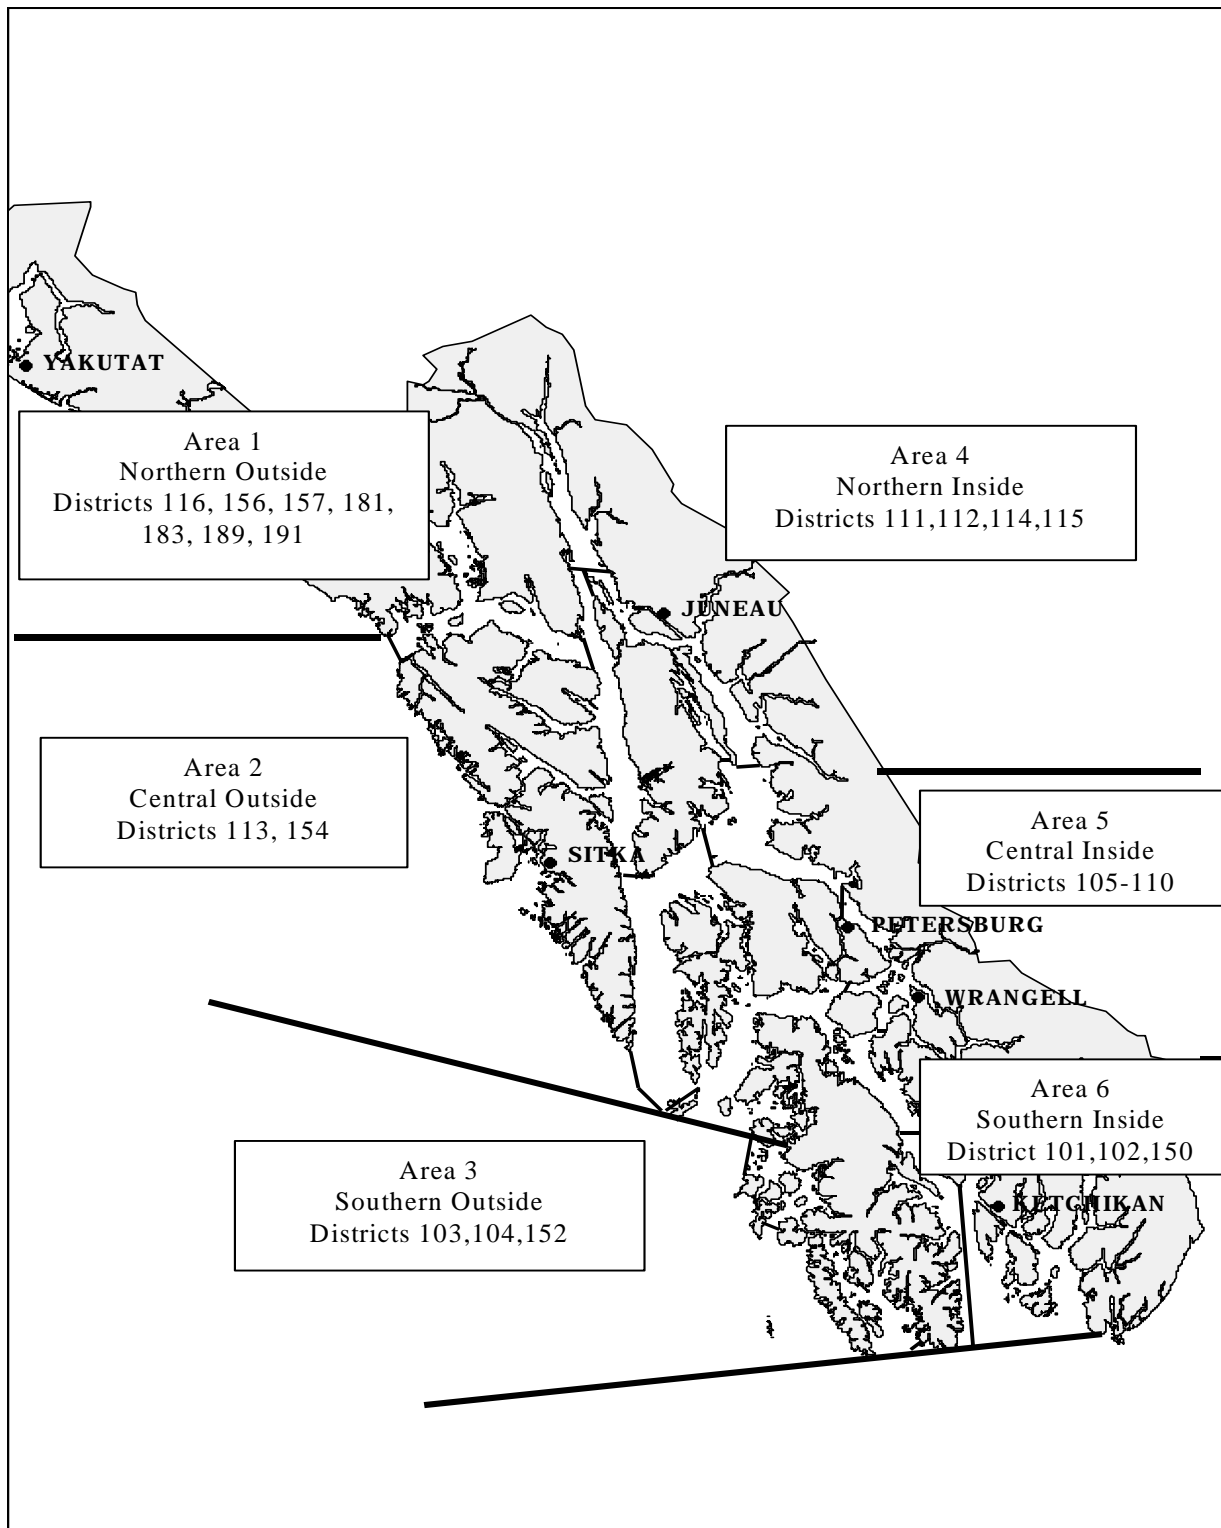 YAKUTAT
Area 1
Northern Outside
Districts 116, 156, 157, 181,
183, 189, 191
Area 4
Northern Inside
Districts 111,112,114,115
JUNEAU
Area 2
Central Outside
Districts 113, 154
SITKA
Area 5
Central Inside
Districts 105-110
PETERSBURG
WRANGELL
Area 6
Southern Inside
District 101,102,150
Area 3
Southern Outside
Districts 103,104,152
KETCHIKAN